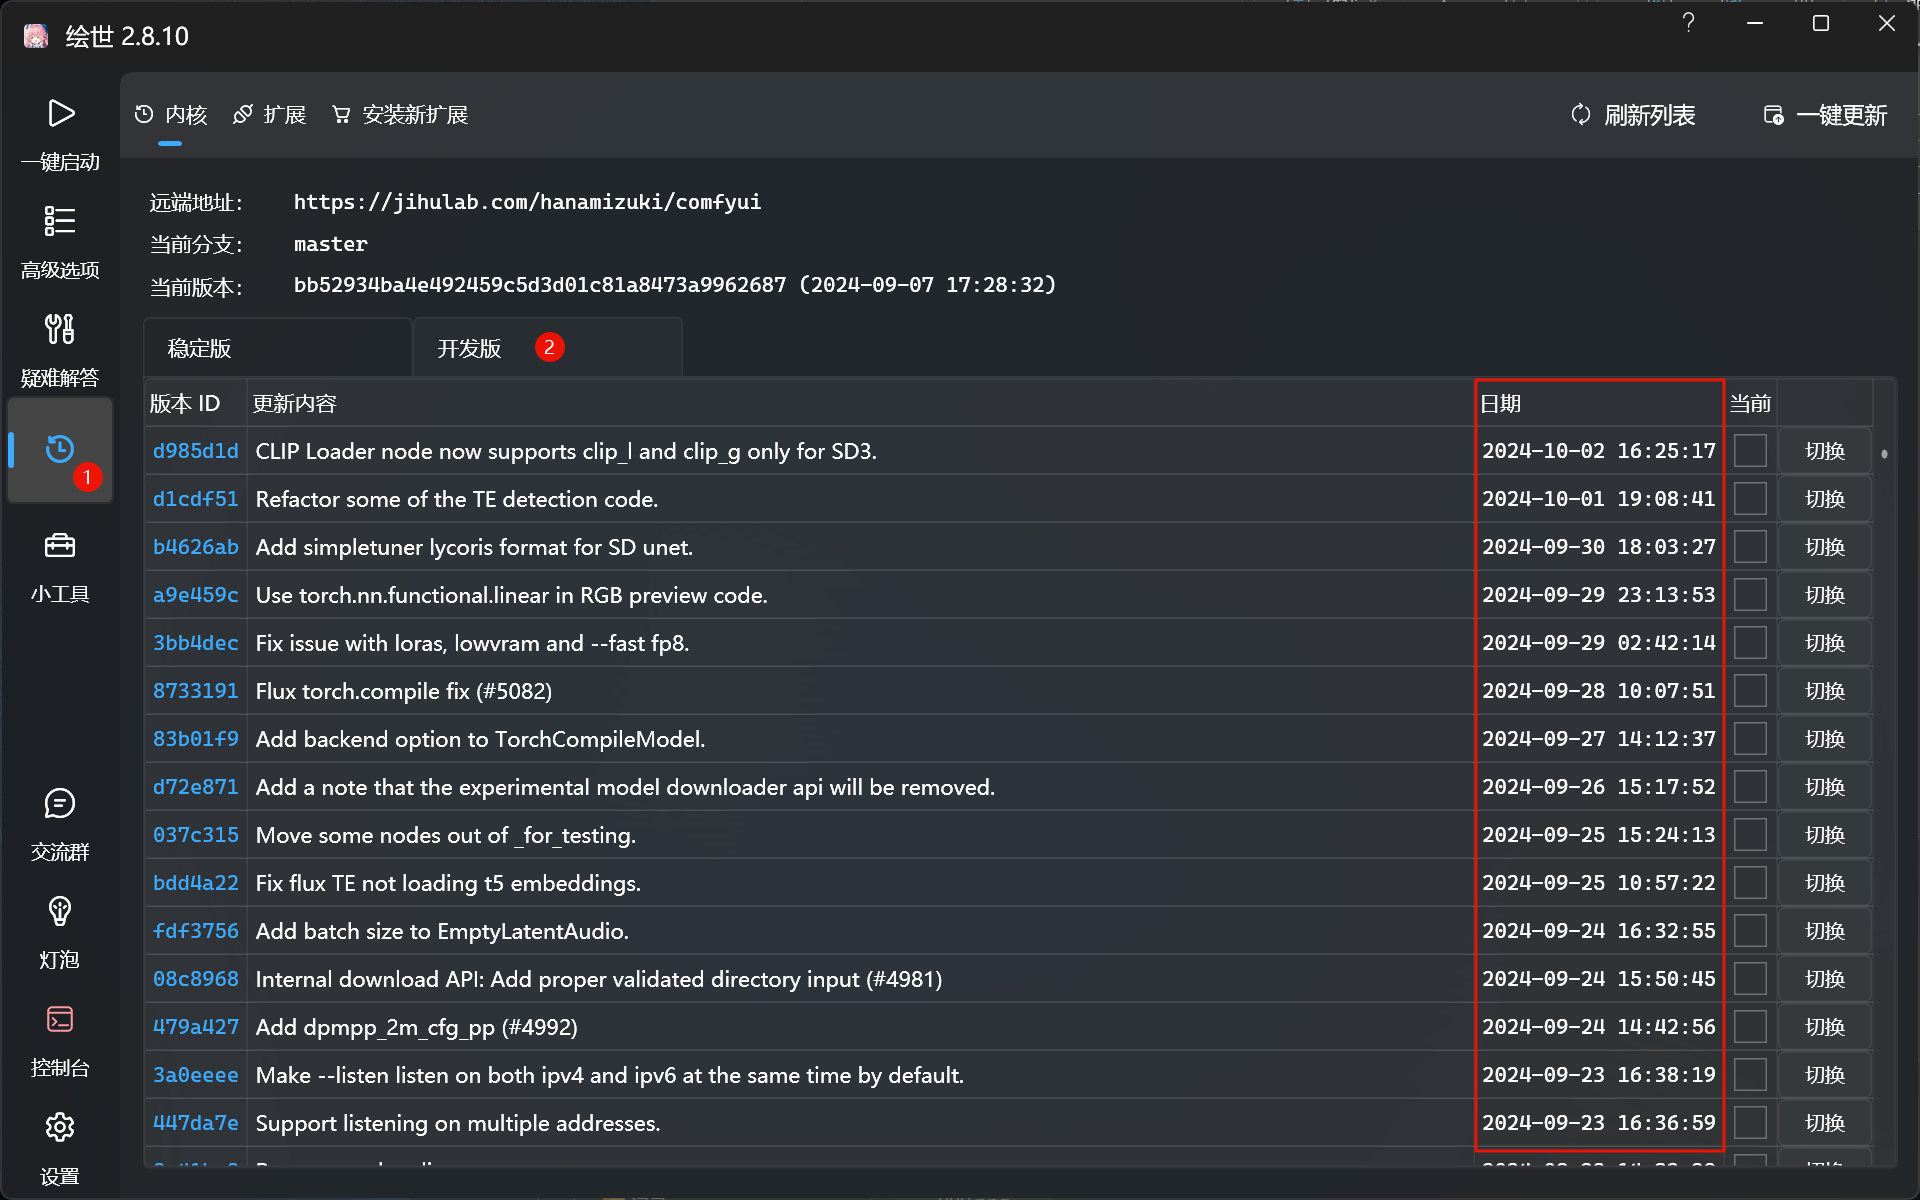 绘世 2.8.10
一键启动
高级选项
疑难解答
1
小工具
交流群
灯泡
控制台
设置
内核 扩展 安装新扩展 刷新列表 一键更新
远端地址: https://jihulab.com/hanamizuki/comfyui
当前分支: master
当前版本: bb52934ba4e492459c5d3d01c81a8473a9962687 (2024-09-07 17:28:32)
稳定版 开发版 2
版本 ID 更新内容 日期 当前
d985d1d CLIP Loader node now supports clip_l and clip_g only for SD3. 2024-10-02 16:25:17 切换
d1cdf51 Refactor some of the TE detection code. 2024-10-01 19:08:41 切换
b4626ab Add simpletuner lycoris format for SD unet. 2024-09-30 18:03:27 切换
a9e459c Use torch.nn.functional.linear in RGB preview code. 2024-09-29 23:13:53 切换
3bb4dec Fix issue with loras, lowvram and --fast fp8. 2024-09-29 02:42:14 切换
8733191 Flux torch.compile fix (#5082) 2024-09-28 10:07:51 切换
83b01f9 Add backend option to TorchCompileModel. 2024-09-27 14:12:37 切换
d72e871 Add a note that the experimental model downloader api will be removed. 2024-09-26 15:17:52 切换
037c315 Move some nodes out of _for_testing. 2024-09-25 15:24:13 切换
bdd4a22 Fix flux TE not loading t5 embeddings. 2024-09-25 10:57:22 切换
fdf3756 Add batch size to EmptyLatentAudio. 2024-09-24 16:32:55 切换
08c8968 Internal download API: Add proper validated directory input (#4981) 2024-09-24 15:50:45 切换
479a427 Add dpmpp_2m_cfg_pp (#4992) 2024-09-24 14:42:56 切换
3a0eeee Make --listen listen on both ipv4 and ipv6 at the same time by default. 2024-09-23 16:38:19 切换
447da7e Support listening on multiple addresses. 2024-09-23 16:36:59 切换